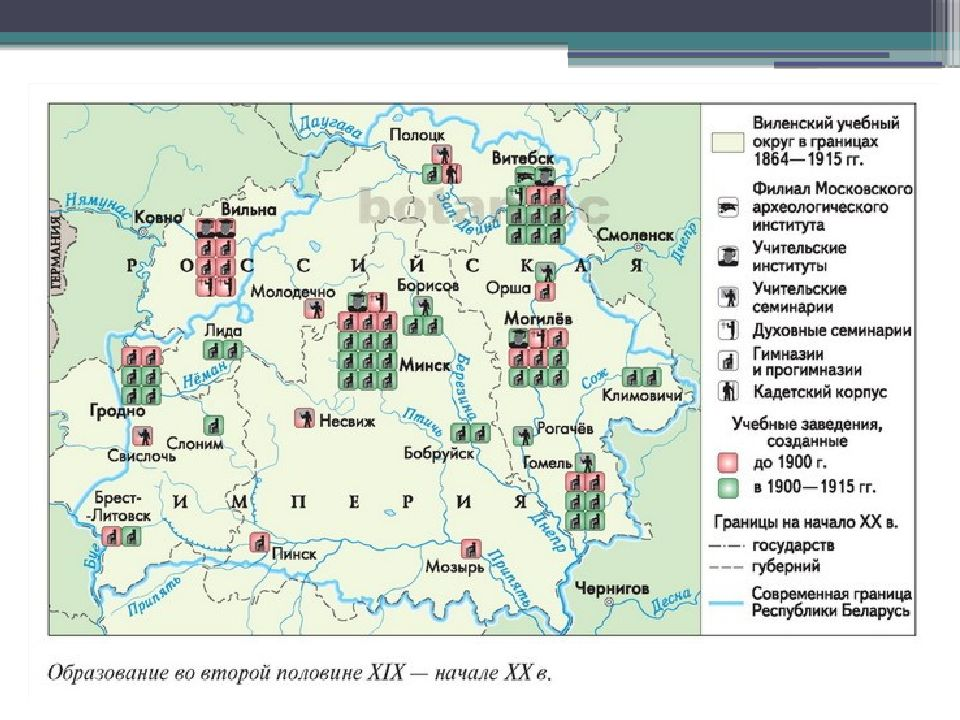 Даугава
Полоцк
Витебск
Зап. Двина
Нямунас
Ковно
Вильна
Смоленск
Днепр
ГЕРМАНИЯ
РОССИЙСКАЯ
Молодечно
Борисов
Орша
Лида
Могилёв
Минск
Березина
Сож
Нёман
Климовичи
Гродно
Несвиж
Птичь
Рогачёв
Слоним
Свислочь
Бобруйск
Гомель
Брест-
-Литовск
ИМПЕРИЯ
Днепр
Буг
Пинск
Мозырь
Припять
Припять
Чернигов
Десна
Виленский учебный
округ в границах
1864—1915 гг.
Филиал Московского
археологического
института
Учительские
институты
Учительские
семинарии
Духовные семинарии
Гимназии
и прогимназии
Кадетский корпус
Учебные заведения,
созданные
до 1900 г.
в 1900—1915 гг.
Границы на начало XX в.
государств
губерний
Современная граница
Республики Беларусь
Образование во второй половине XIX — начале XX в.